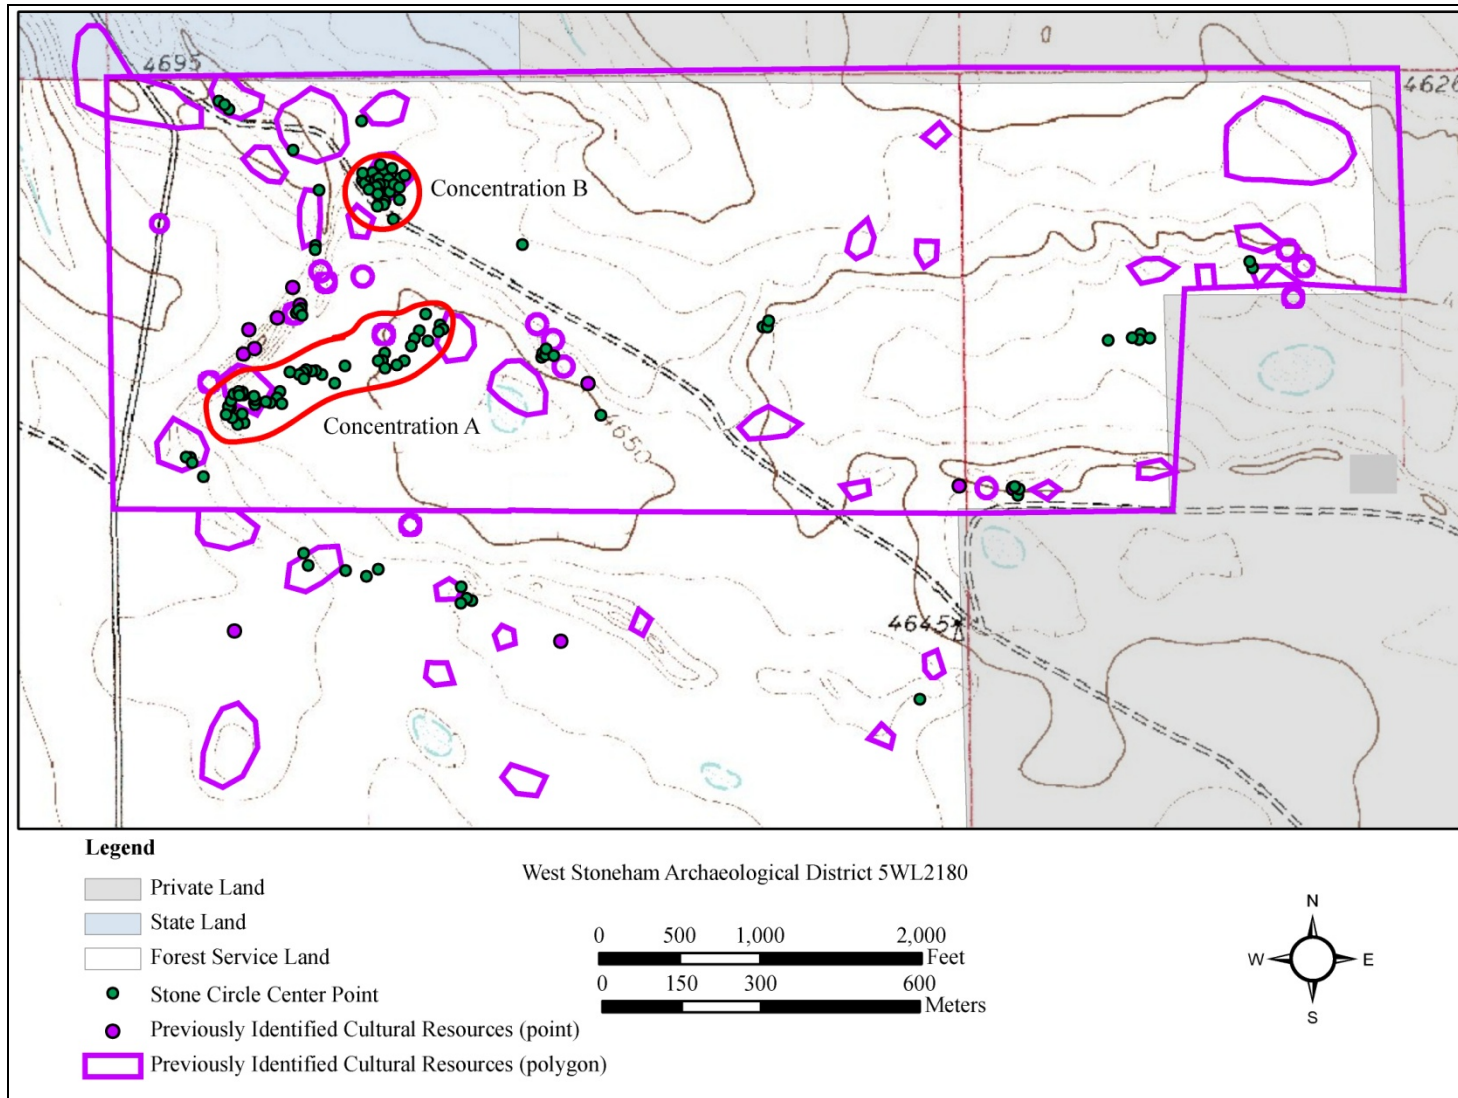 4695
4626
Concentration B
Concentration A
4650
4645
Legend
Private Land
State Land
Forest Service Land
Stone Circle Center Point
Previously Identified Cultural Resources (point)
Previously Identified Cultural Resources (polygon)
West Stoneham Archaeological District 5WL2180
0 500 1,000 2,000
Feet
0 150 300 600
Meters
N
W E
S